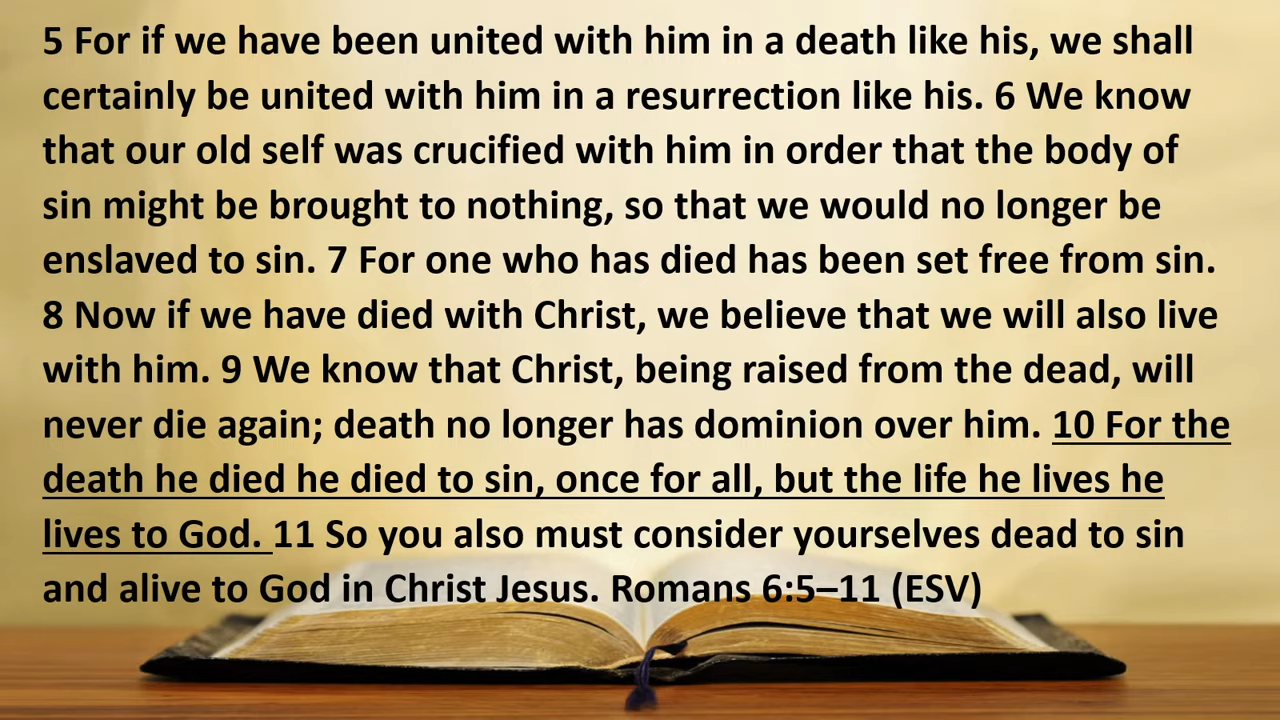 5 For if we have been united with him in a death like his, we shall
certainly be united with him in a resurrection like his. 6 We know
that our old self was crucified with him in order that the body of
sin might be brought to nothing, so that we would no longer be
enslaved to sin. 7 For one who has died has been set free from sin.
8 Now if we have died with Christ, we believe that we will also live
with him. 9 We know that Christ, being raised from the dead, will
never die again; death no longer has dominion over him. 10 For the
death he died he died to sin, once for all, but the life he lives he
lives to God. 11 So you also must consider yourselves dead to sin
and alive to God in Christ Jesus. Romans 6:5–11 (ESV)